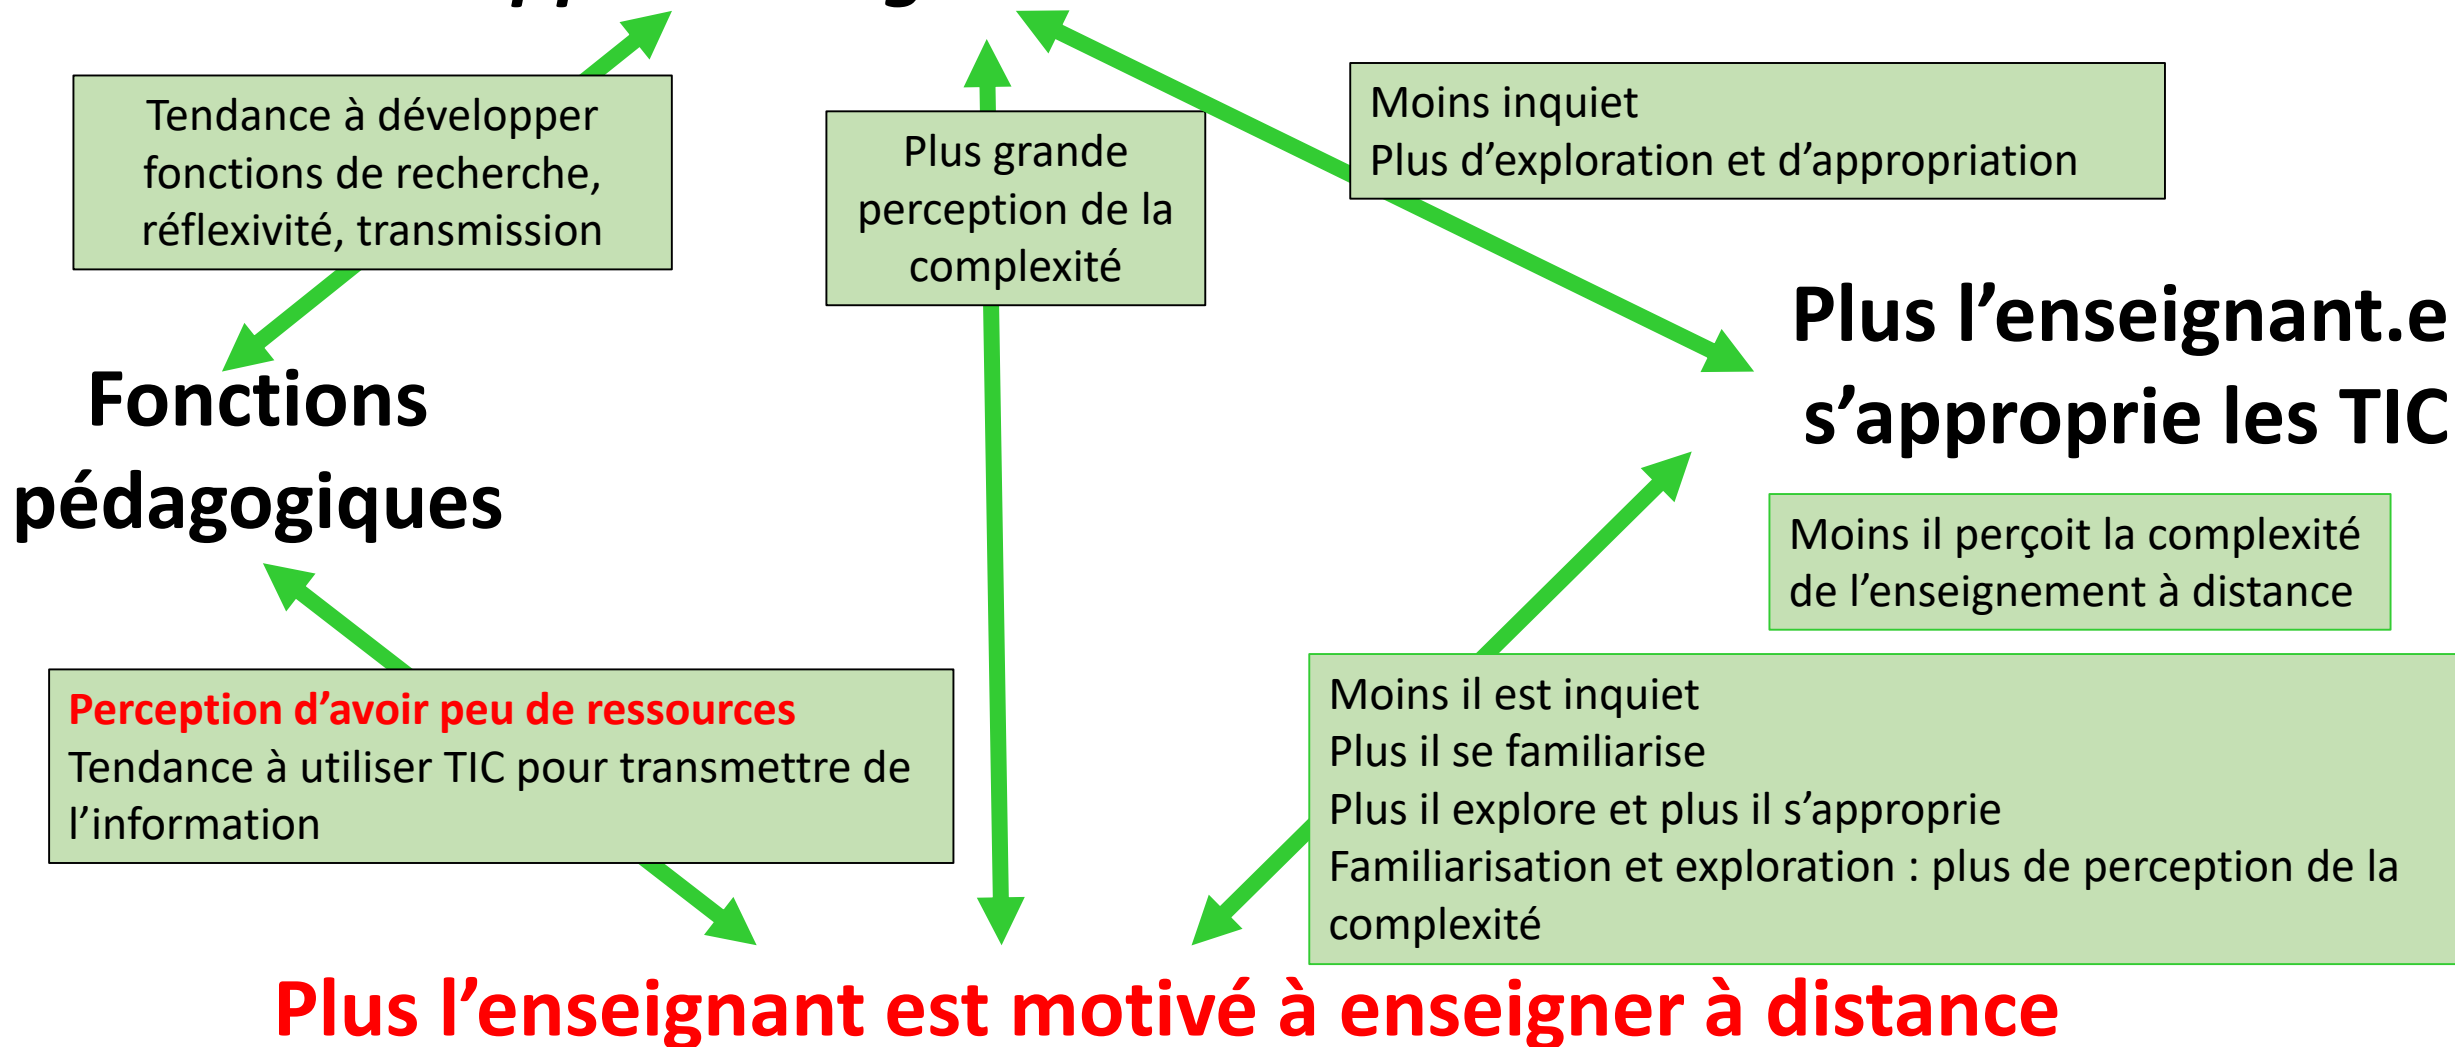 Tendance à développer
fonctions de recherche,
réflexivité, transmission
Plus grande
perception de la
complexité
Moins inquiet
Plus d’exploration et d’appropriation
Plus l’enseignant.e
s’approprie les TIC
Fonctions
pédagogiques
Moins il perçoit la complexité
de l’enseignement à distance
Perception d’avoir peu de ressources
Tendance à utiliser TIC pour transmettre de
l’information
Moins il est inquiet
Plus il se familiarise
Plus il explore et plus il s’approprie
Familiarisation et exploration : plus de perception de la
complexité
Plus l’enseignant est motivé à enseigner à distance